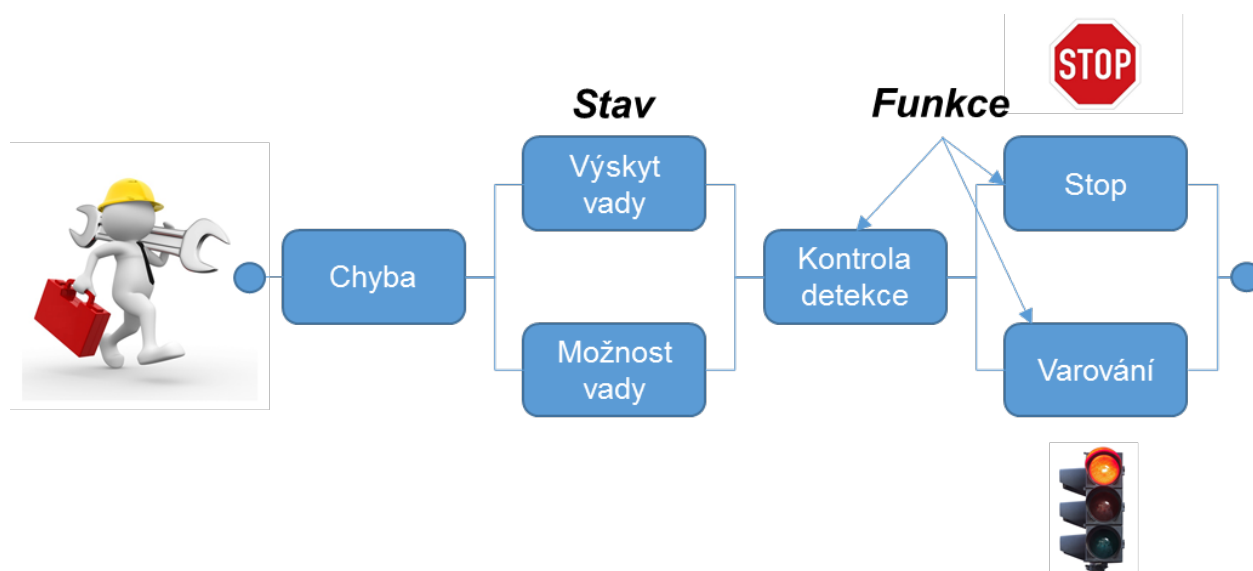 STOP
Stav
Funkce
Výskyt
vady
Stop
Chyba
Kontrola
detekce
Možnost
vady
Varování